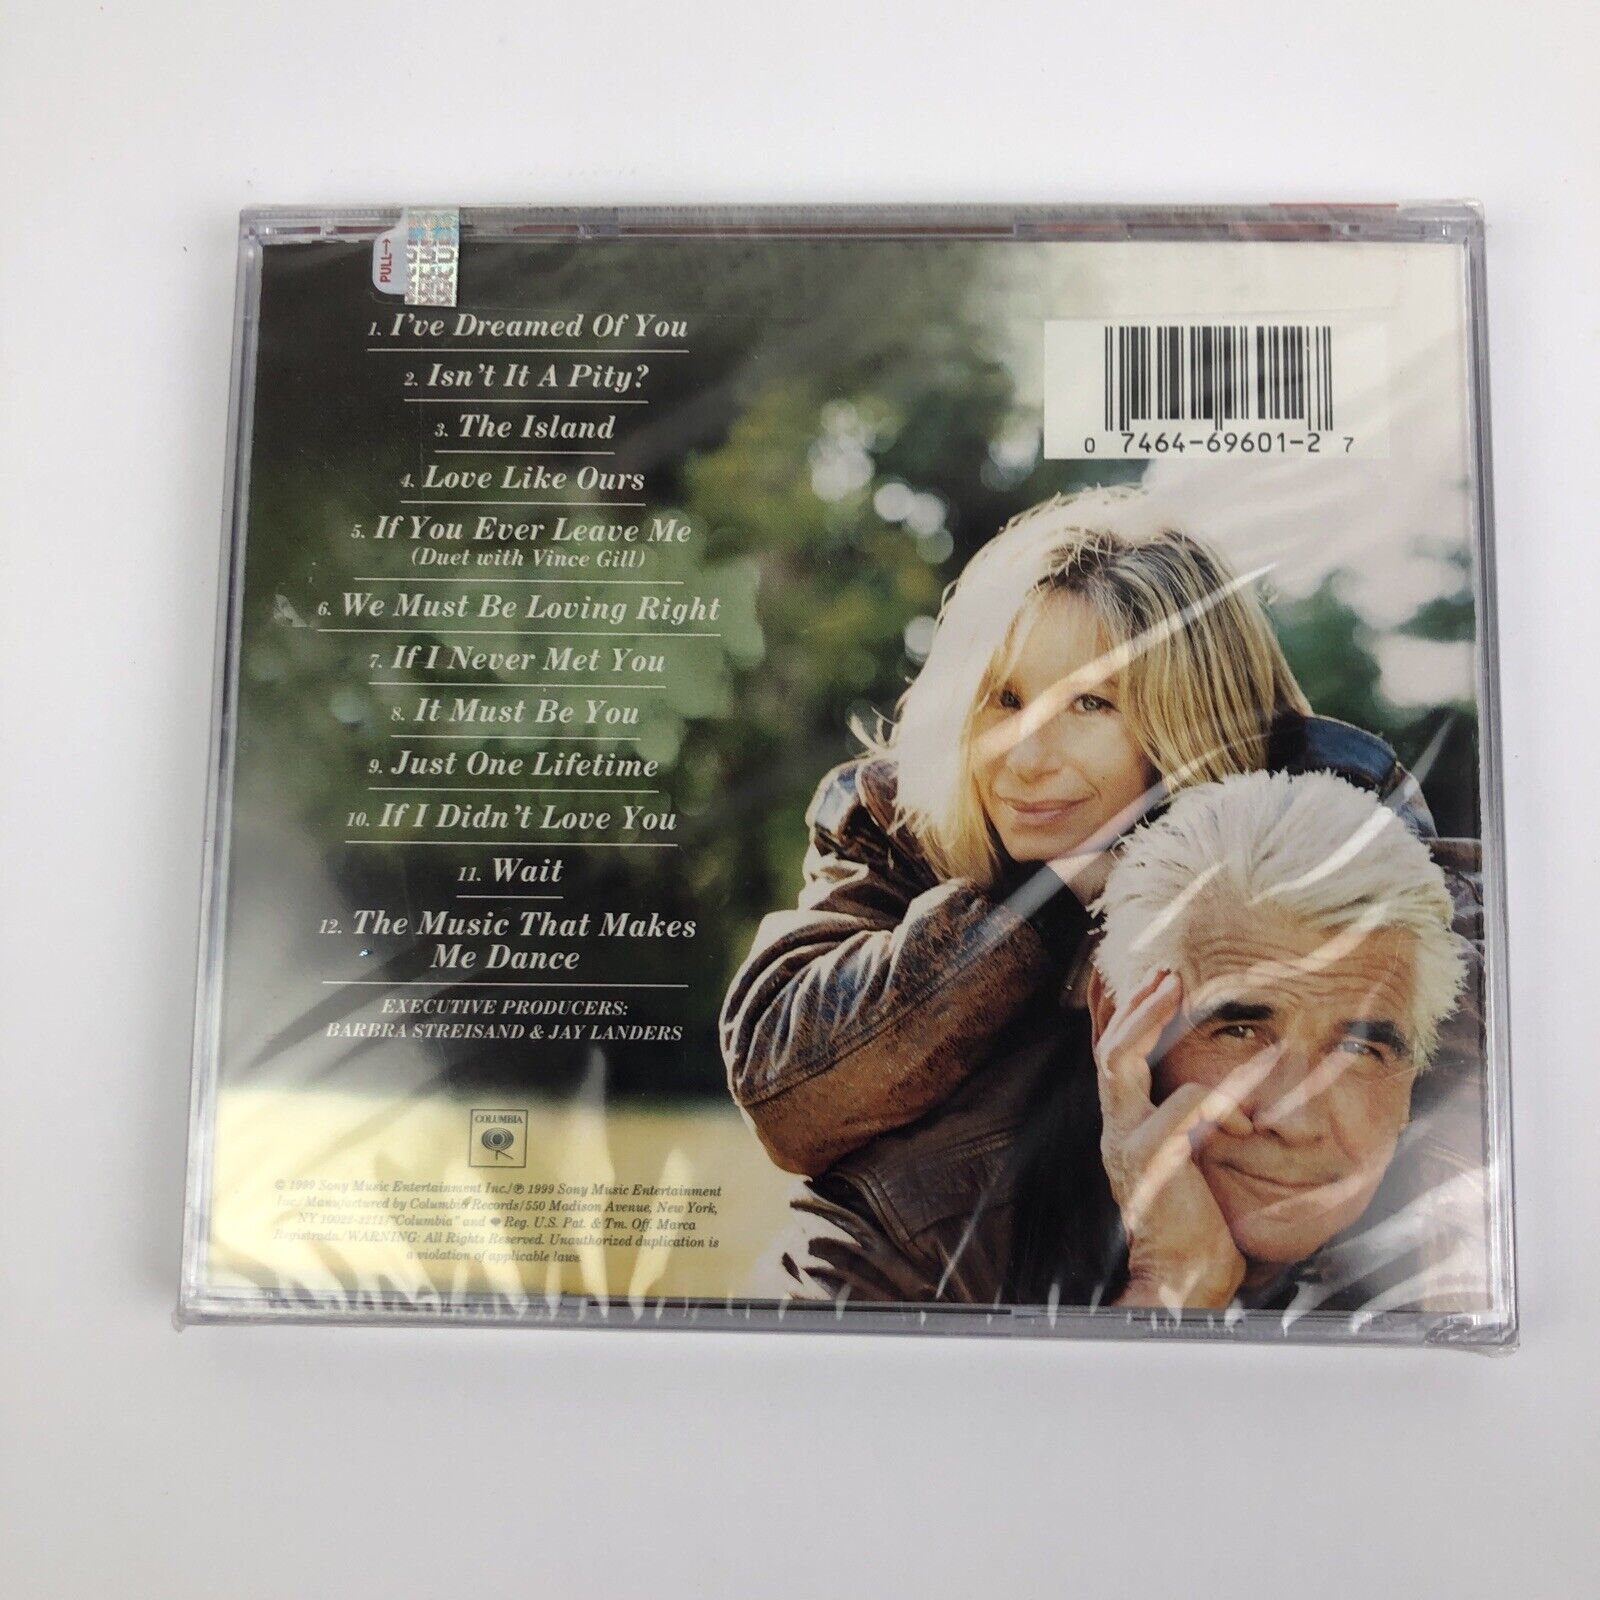 PULL→
1. I've Dreamed Of You
2. Isn't It A Pity?
3. The Island
4. Love Like Ours
5. If You Ever Leave Me
(Duet with Vince Gill)
6. We Must Be Loving Right
7. If I Never Met You
8. It Must Be You
9. Just One Lifetime
10. If I Didn't Love You
11. Wait
12. The Music That Makes
Me Dance
EXECUTIVE PRODUCERS:
BARBRA STREISAND & JAY LANDERS
COLUMBIA
© 1999 Sony Music Entertainment Inc./℗ 1999 Sony Music Entertainment
Inc./Manufactured by Columbia Records/550 Madison Avenue, New York,
NY 10022-3211/"Columbia" and Reg. U.S. Pat. & Tm. Off. Marca
Registrada./WARNING: All Rights Reserved. Unauthorized duplication is
a violation of applicable laws.
0 7464-69601-2 7